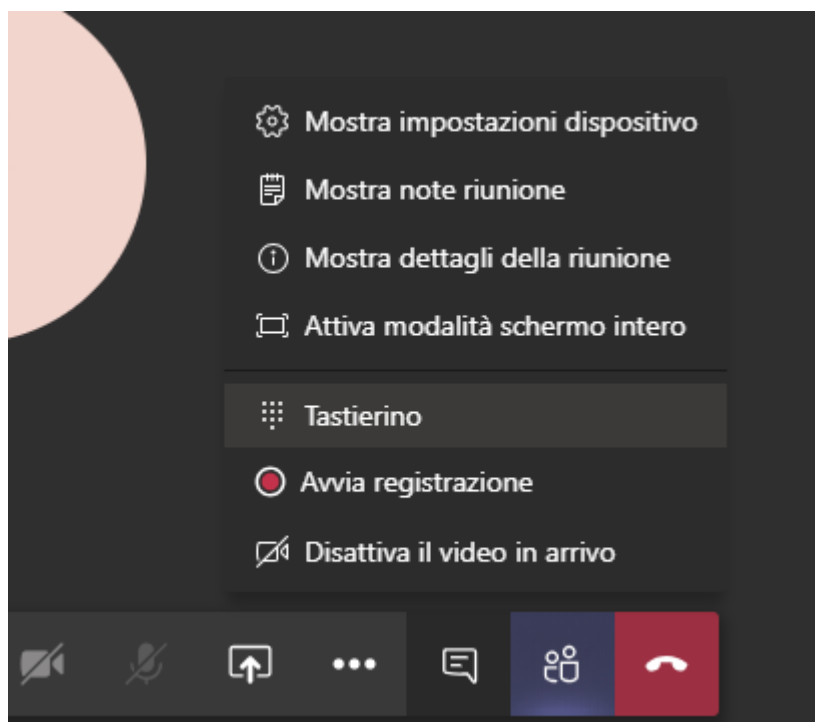 Mostra impostazioni dispositivo
Mostra note riunione
Mostra dettagli della riunione
Attiva modalità schermo intero
Tastierino
Avvia registrazione
Disattiva il video in arrivo